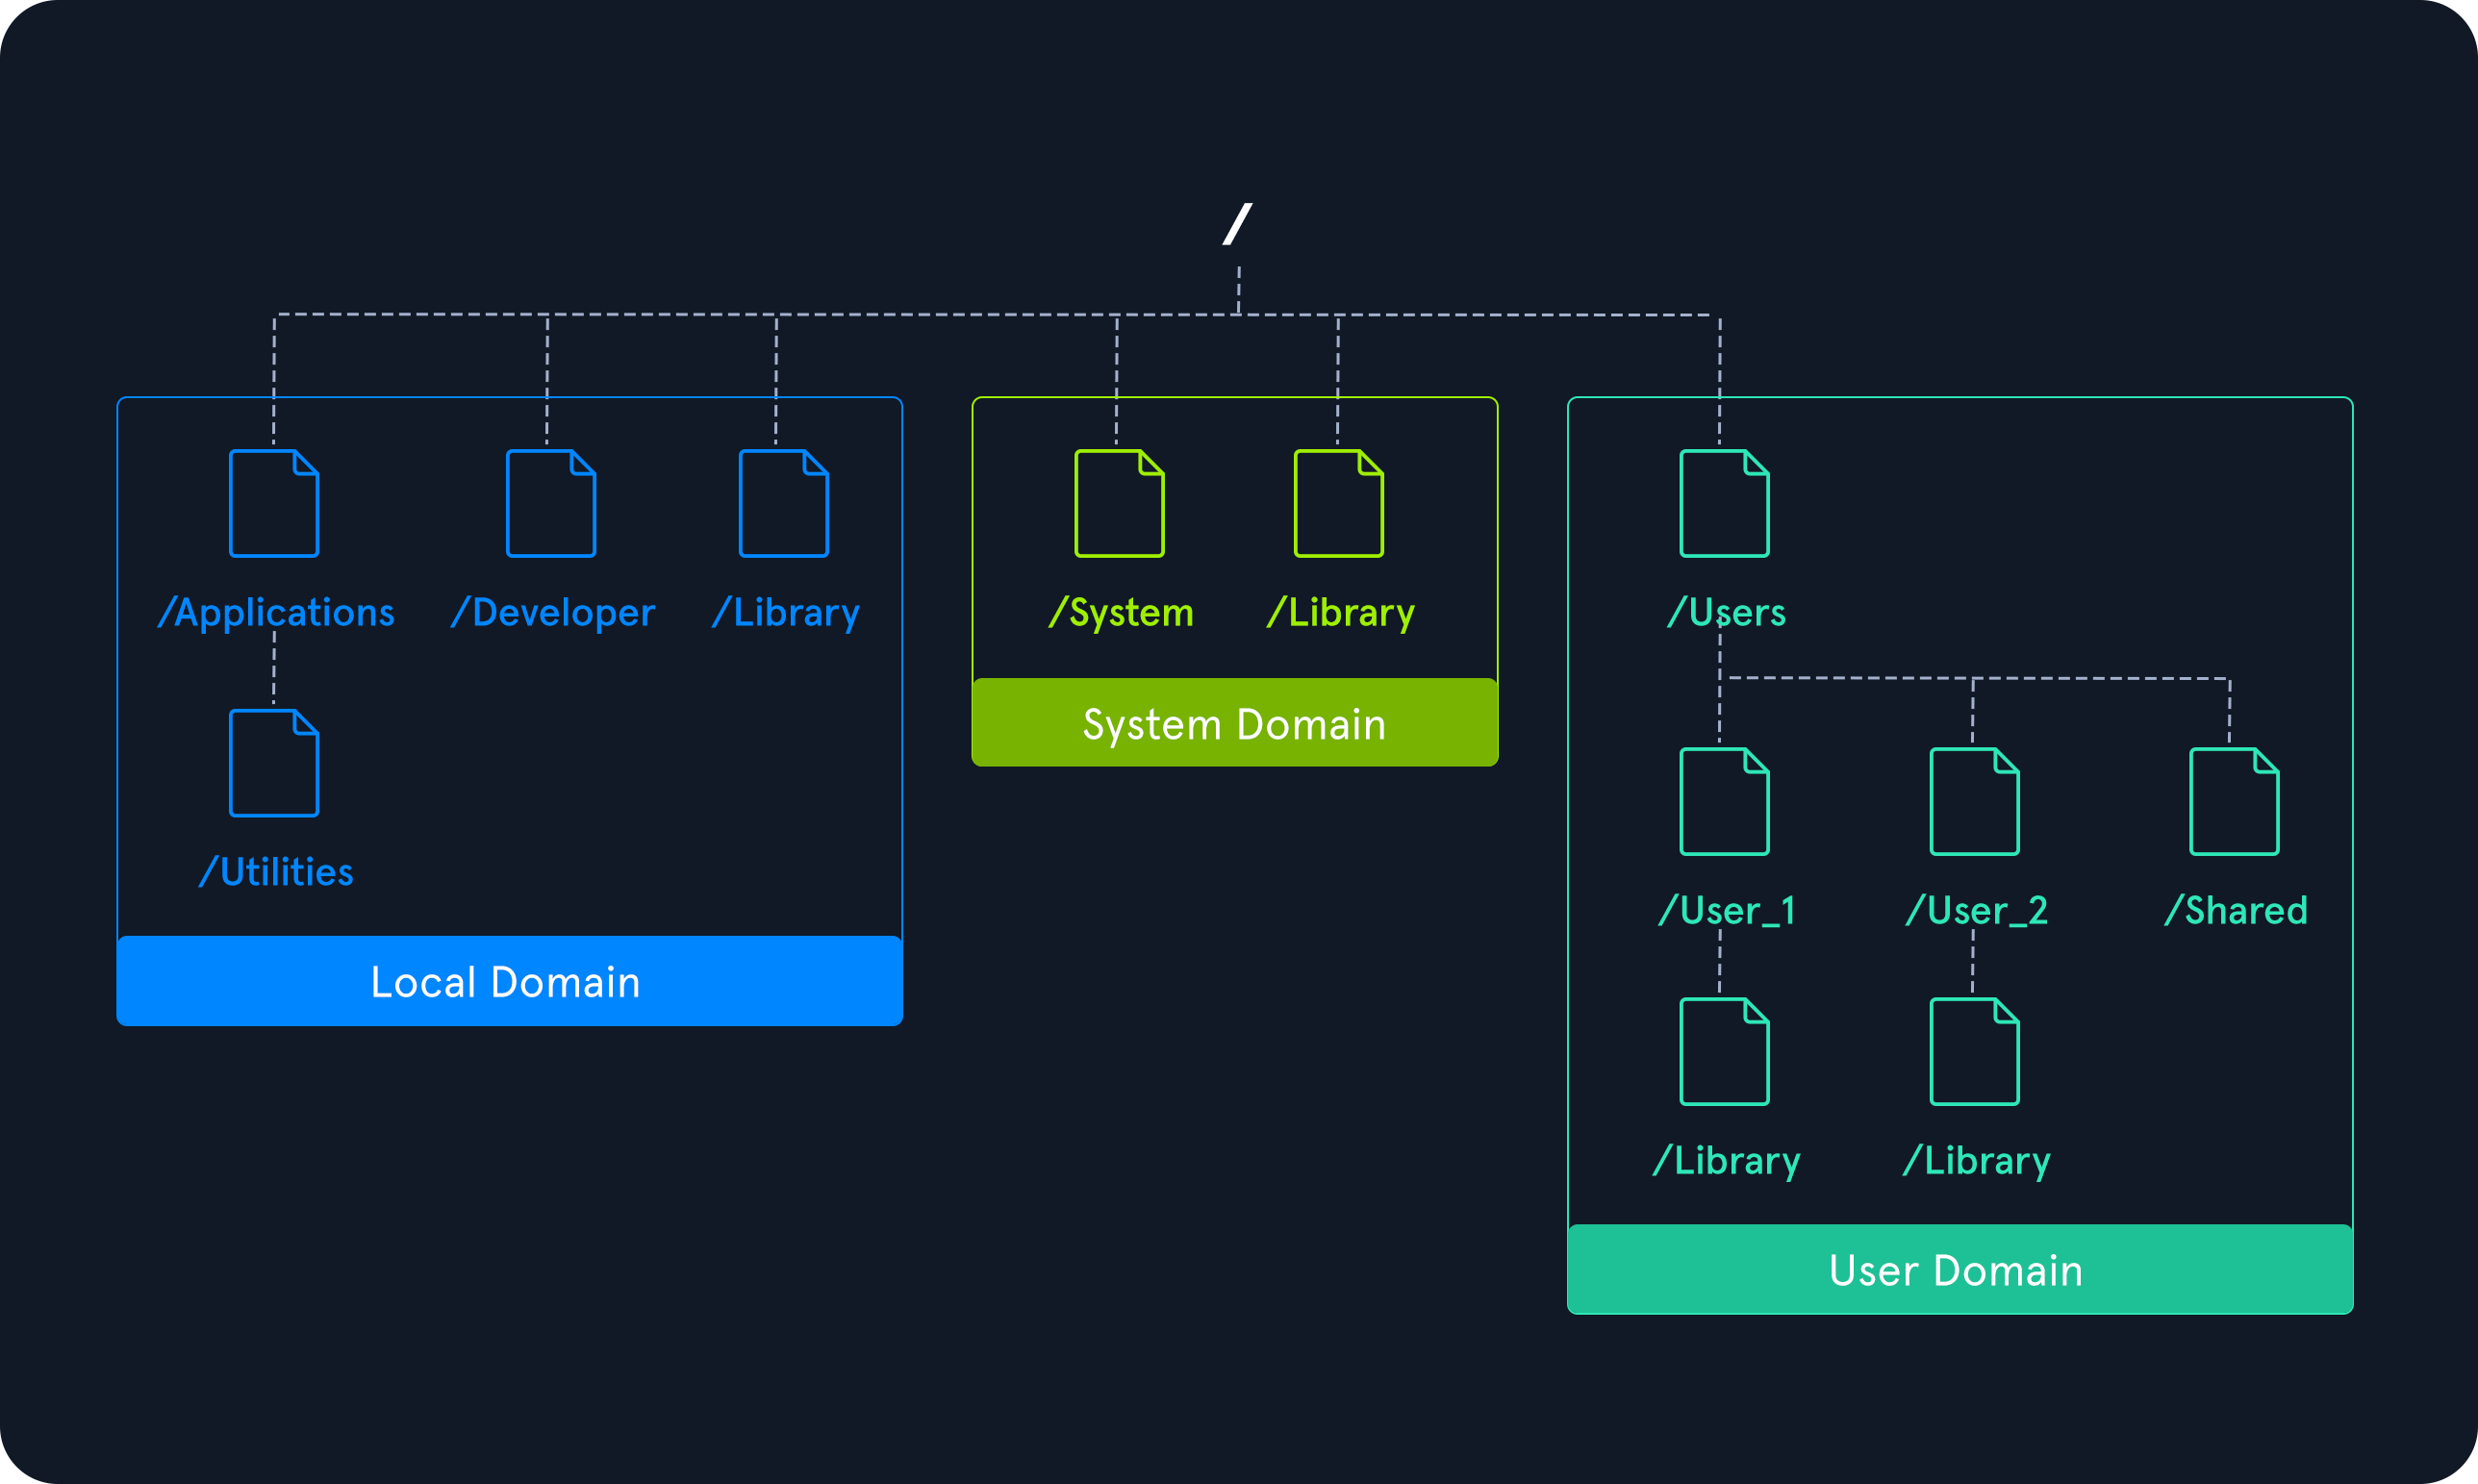 /
/Applications
/Developer
/Library
/System
/Library
/Users
/Utilities
Local Domain
System Domain
/User_1
/User_2
/Shared
/Library
/Library
User Domain